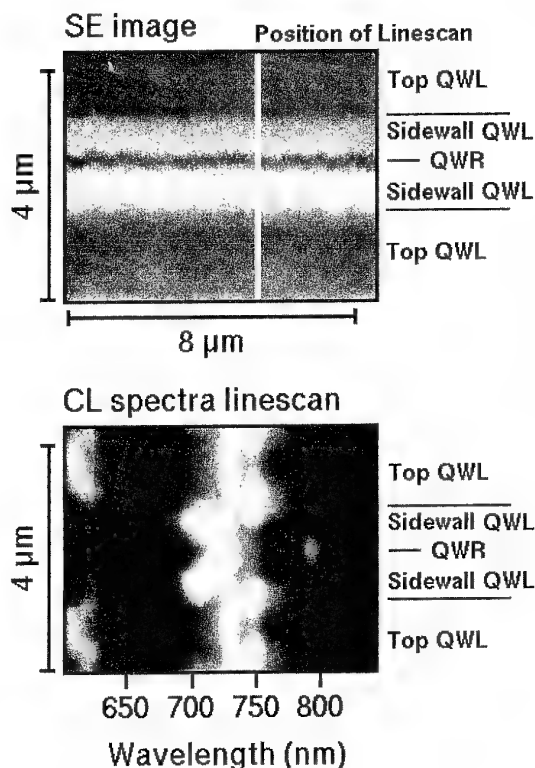 SE image
Position of Linescan
Top QWL
Sidewall QWL
QWR
Sidewall QWL
Top QWL
4 µm
8 µm
CL spectra linescan
Top QWL
Sidewall QWL
QWR
Sidewall QWL
Top QWL
4 µm
650 700 750 800
Wavelength (nm)